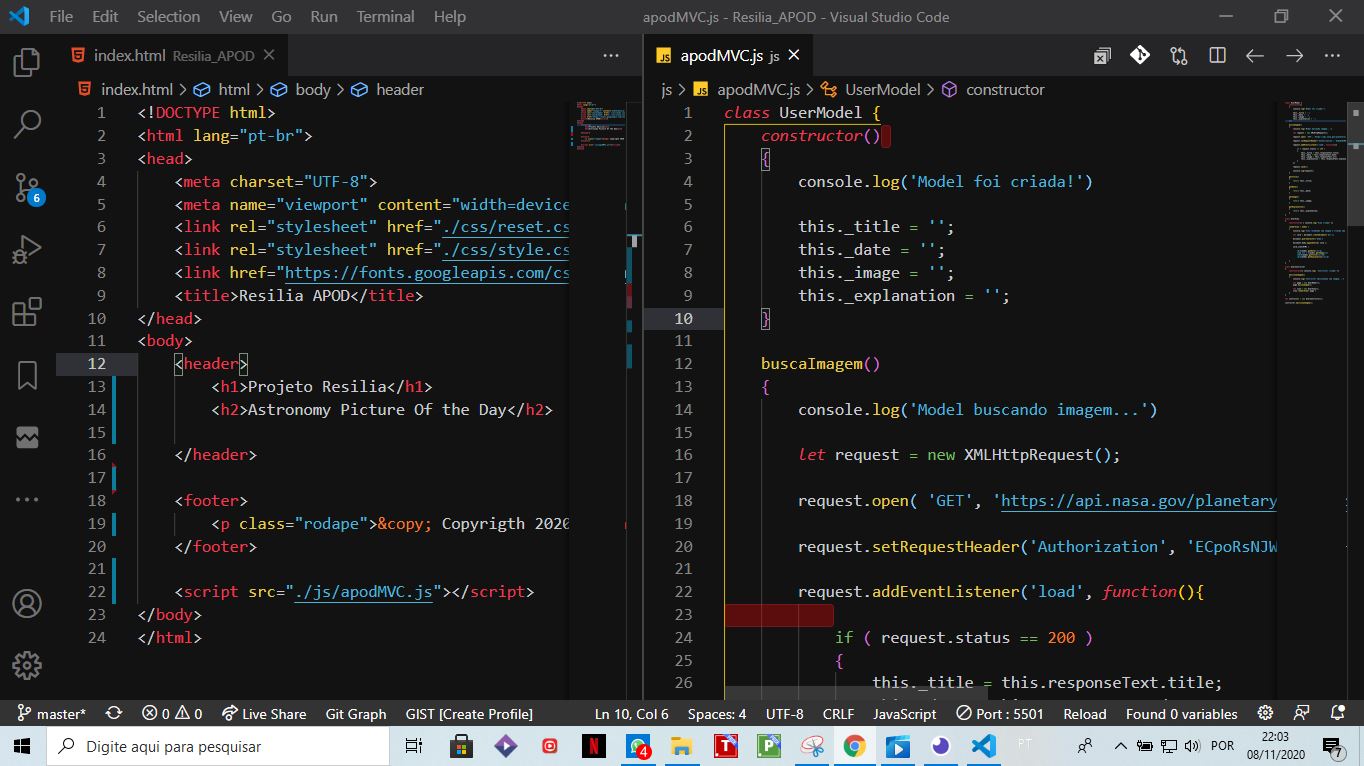 File Edit Selection View Go Run Terminal Help
apodMVC.js - Resilia_APOD - Visual Studio Code
index.html Resilia_APOD
index.html > html > body > header
1 <!DOCTYPE html>
2 <html lang="pt-br">
3 <head>
4 <meta charset="UTF-8">
5 <meta name="viewport" content="width=device
6 <link rel="stylesheet" href="./css/reset.cs
7 <link rel="stylesheet" href="./css/style.cs
8 <link href="https://fonts.googleapis.com/cs
9 <title>Resilia APOD</title>
10 </head>
11 <body>
12 <header>
13 <h1>Projeto Resilia</h1>
14 <h2>Astronomy Picture Of the Day</h2>
15
16 </header>
17
18 <footer>
19 <p class="rodape">&copy; Copyrigth 2020
20 </footer>
21
22 <script src="./js/apodMVC.js"></script>
23 </body>
24 </html>
JS apodMVC.js js
js > JS apodMVC.js > UserModel > constructor
1 class UserModel {
2 constructor()
3 {
4 console.log('Model foi criada!')
5
6 this._title = '';
7 this._date = '';
8 this._image = '';
9 this._explanation = '';
10 }
11
12 buscaImagem()
13 {
14 console.log('Model buscando imagem...')
15
16 let request = new XMLHttpRequest();
17
18 request.open( 'GET', 'https://api.nasa.gov/planetary
19
20 request.setRequestHeader('Authorization', 'ECpoRsNJW
21
22 request.addEventListener('load', function(){
23
24 if ( request.status == 200 )
25 {
26 this._title = this.responseText.title;
6
master* 0 0 Live Share Git Graph GIST [Create Profile] Ln 10, Col 6 Spaces: 4 UTF-8 CRLF JavaScript Port : 5501 Reload Found 0 variables
Digite aqui para pesquisar
N 4 T P
PT
POR
22:03
08/11/2020
7